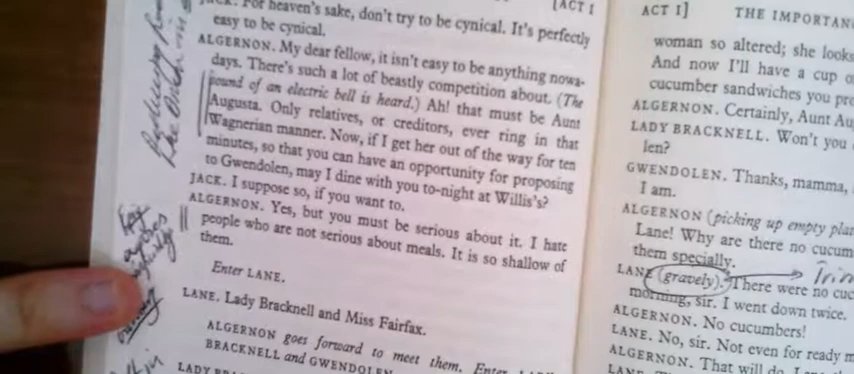 [ACT I
JACK. For heaven's sake, don't try to be cynical. It's perfectly
easy to be cynical.
ALGERNON. My dear fellow, it isn't easy to be anything nowa-
days. There's such a lot of beastly competition about. (The
sound of an electric bell is heard.) Ah! that must be Aunt
Augusta. Only relatives, or creditors, ever ring in that
Wagnerian manner. Now, if I get her out of the way for ten
minutes, so that you can have an opportunity for proposing
to Gwendolen, may I dine with you to-night at Willis's?
JACK. I suppose so, if you want to.
ALGERNON. Yes, but you must be serious about it. I hate
people who are not serious about meals. It is so shallow of
them.
Enter LANE.
LANE. Lady Bracknell and Miss Fairfax.
ALGERNON goes forward to meet them. Enter LADY
BRACKNELL and GWENDOLEN.
LADY
ACT I] THE IMPORTAN
woman so altered; she looks
And now I'll have a cup o
cucumber sandwiches you pro
ALGERNON. Certainly, Aunt Au
LADY BRACKNELL. Won't you
len?
GWENDOLEN. Thanks, mamma,
I am.
ALGERNON (picking up empty plat
Lane! Why are there no cucum
them specially.
LANE (gravely). There were no cuc
morning, sir. I went down twice.
ALGERNON. No cucumbers!
LANE. No, sir. Not even for ready m
ALGERNON. That will do, Lane
LANE